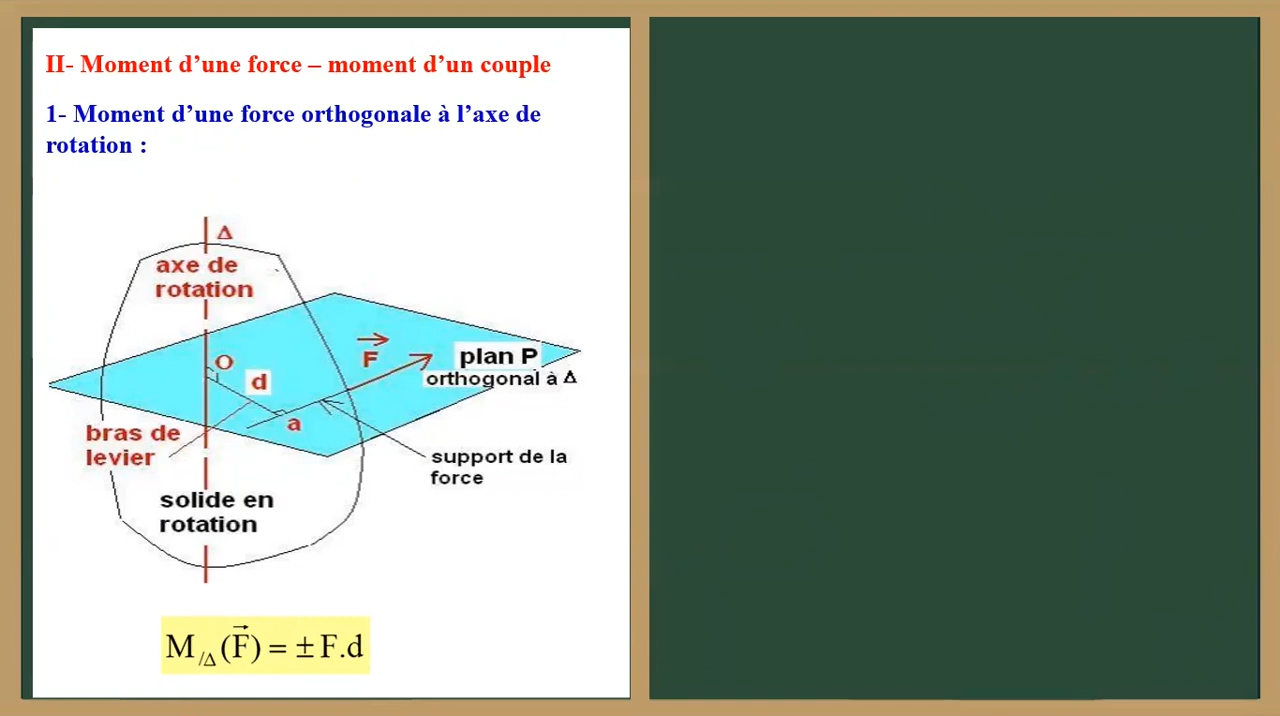 II- Moment d’une force – moment d’un couple
1- Moment d’une force orthogonale à l’axe de
rotation :
Δ
axe de
rotation
O
d
F
plan P
orthogonal à Δ
a
bras de
levier
support de la
force
solide en
rotation
M/Δ(F⃗) = ± F.d